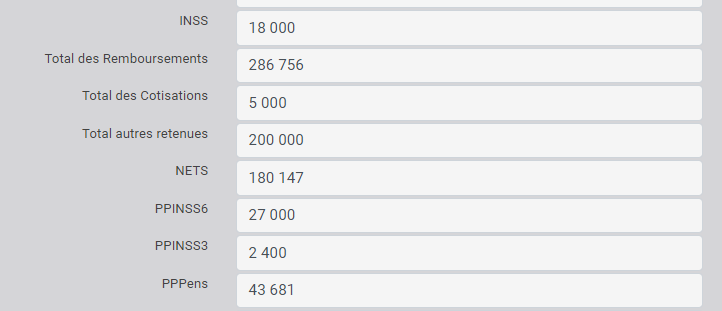 INSS 18 000
Total des Remboursements 286 756
Total des Cotisations 5 000
Total autres retenues 200 000
NETS 180 147
PPINSS6 27 000
PPINSS3 2 400
PPPens 43 681